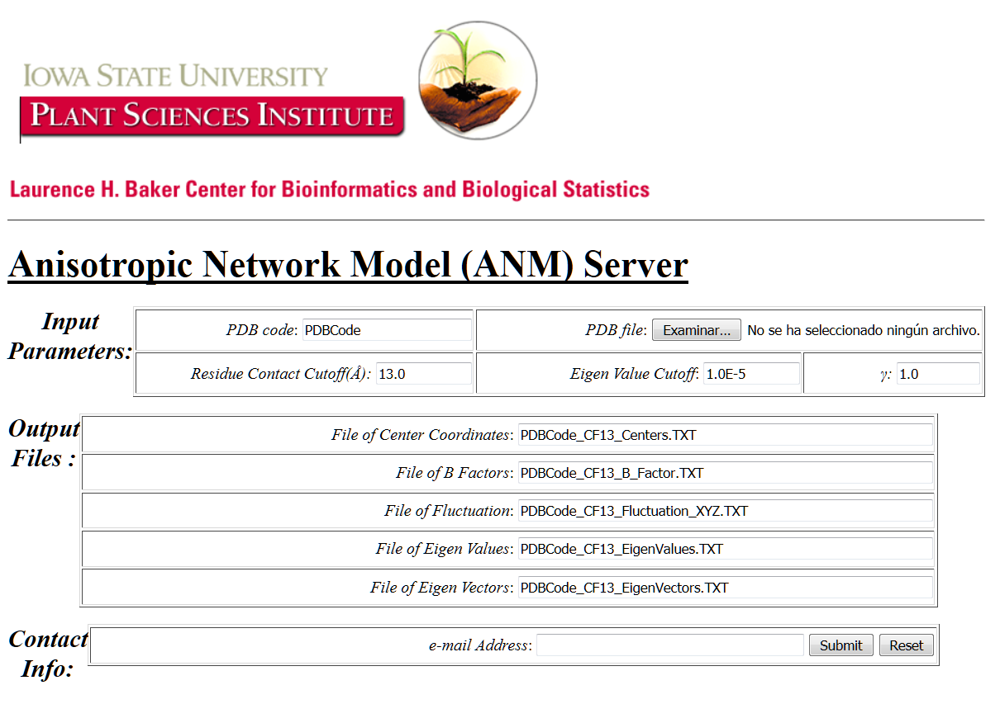 IOWA STATE UNIVERSITY
PLANT SCIENCES INSTITUTE
Laurence H. Baker Center for Bioinformatics and Biological Statistics
Anisotropic Network Model (ANM) Server
Input Parameters:
PDB code: PDBCode PDB file: Examinar... No se ha seleccionado ningún archivo.
Residue Contact Cutoff(Å): 13.0 Eigen Value Cutoff: 1.0E-5 γ: 1.0
Output Files :
File of Center Coordinates: PDBCode_CF13_Centers.TXT
File of B Factors: PDBCode_CF13_B_Factor.TXT
File of Fluctuation: PDBCode_CF13_Fluctuation_XYZ.TXT
File of Eigen Values: PDBCode_CF13_EigenValues.TXT
File of Eigen Vectors: PDBCode_CF13_EigenVectors.TXT
Contact Info:
e-mail Address: Submit Reset